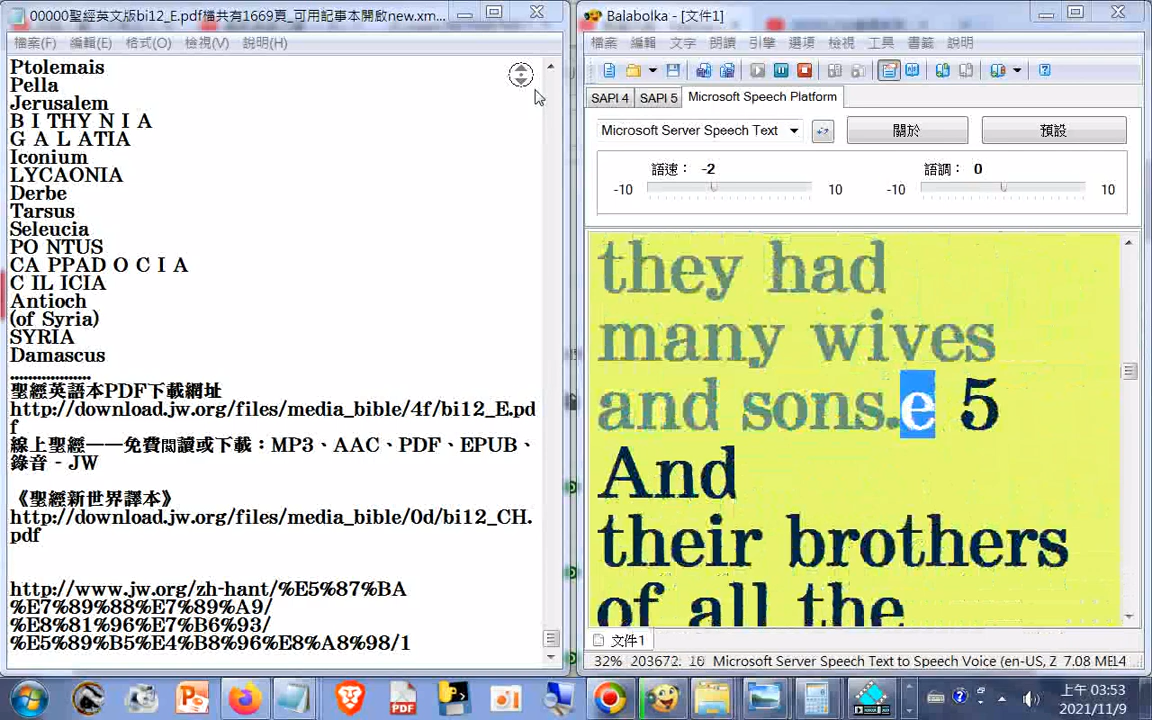 00000聖經英文版bi12_E.pdf檔共有1669頁_可用記事本開啟new.xm...
檔案(F) 編輯(E) 格式(O) 檢視(V) 說明(H)
Ptolemais
Pella
Jerusalem
B I THY N I A
G A L ATIA
Iconium
LYCAONIA
Derbe
Tarsus
Seleucia
PO NTUS
CA PPAD O C I A
C IL ICIA
Antioch
(of Syria)
SYRIA
Damascus
..................
聖經英語本PDF下載網址
http://download.jw.org/files/media_bible/4f/bi12_E.pd
f
線上聖經——免費閱讀或下載：MP3、AAC、PDF、EPUB、
錄音 - JW
《聖經新世界譯本》
http://download.jw.org/files/media_bible/0d/bi12_CH.
pdf
http://www.jw.org/zh-hant/%E5%87%BA
%E7%89%88%E7%89%A9/
%E8%81%96%E7%B6%93/
%E5%89%B5%E4%B8%96%E8%A8%98/1
Balabolka - [文件1]
檔案 編輯 文字 朗讀 引擎 選項 檢視 工具 書籤 說明
SAPI 4 SAPI 5 Microsoft Speech Platform
Microsoft Server Speech Text 關於 預設
語速： -2 語調： 0
-10 10 -10 10
they had
many wives
and sons.e 5
And
their brothers
of all the
文件1
32% 203672: 10 Microsoft Server Speech Text to Speech Voice (en-US, Z 7.08 ME14
PDF
上午 03:53
2021/11/9